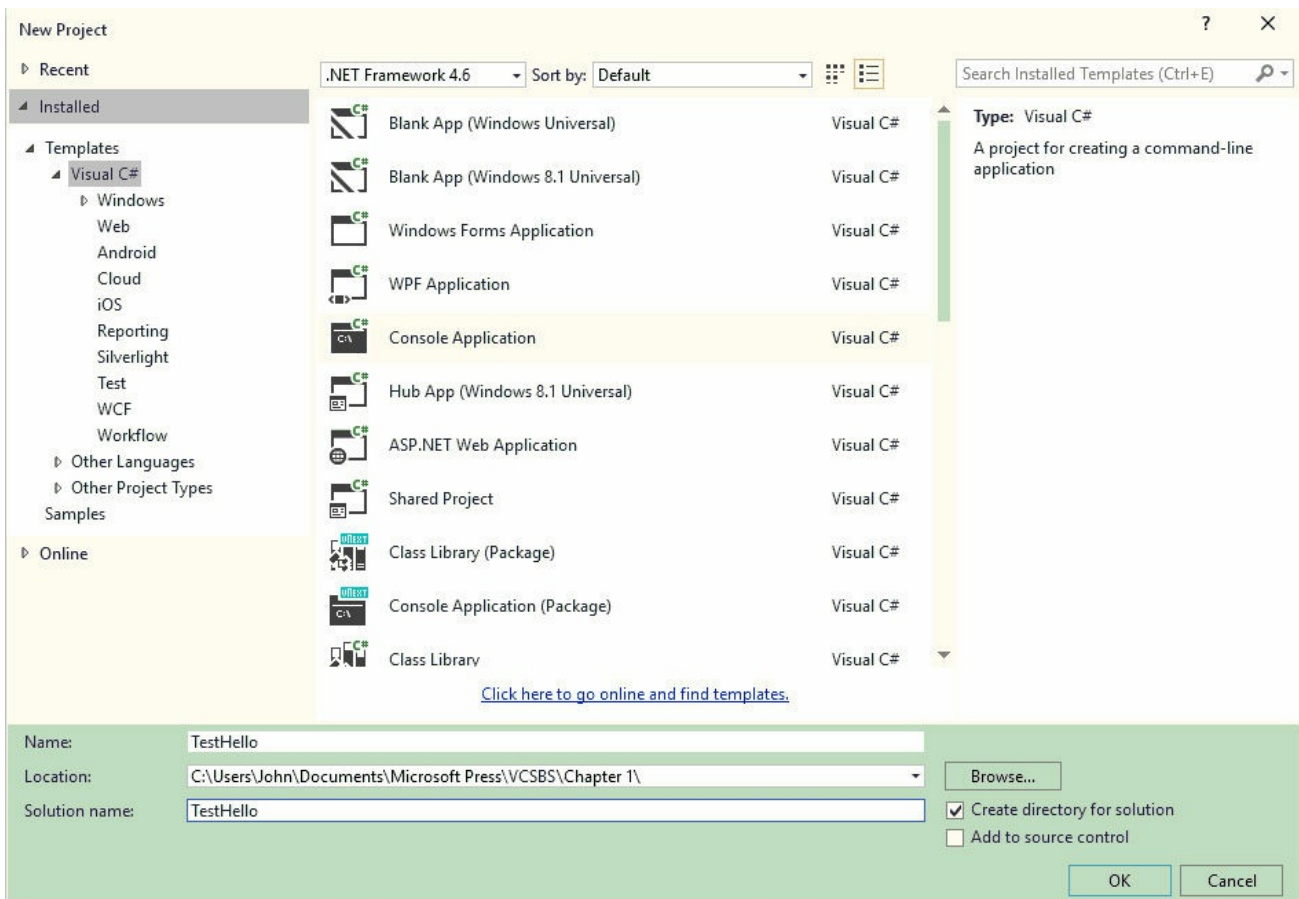 New Project
?
Recent
.NET Framework 4.6
Sort by: Default
Search Installed Templates (Ctrl+E)
Installed
Templates
Visual C#
Windows
Web
Android
Cloud
iOS
Reporting
Silverlight
Test
WCF
Workflow
Other Languages
Other Project Types
Samples
Online
C# Blank App (Windows Universal) Visual C#
C# Blank App (Windows 8.1 Universal) Visual C#
C# Windows Forms Application Visual C#
C# WPF Application Visual C#
C# C:\ Console Application Visual C#
C# Hub App (Windows 8.1 Universal) Visual C#
C# ASP.NET Web Application Visual C#
C# Shared Project Visual C#
vNEXT Class Library (Package) Visual C#
vNEXT C:\ Console Application (Package) Visual C#
C# Class Library Visual C#
Click here to go online and find templates.
Type: Visual C#
A project for creating a command-line
application
Name: TestHello
Location: C:\Users\John\Documents\Microsoft Press\VCSBS\Chapter 1\
Browse...
Solution name: TestHello
Create directory for solution
Add to source control
OK
Cancel